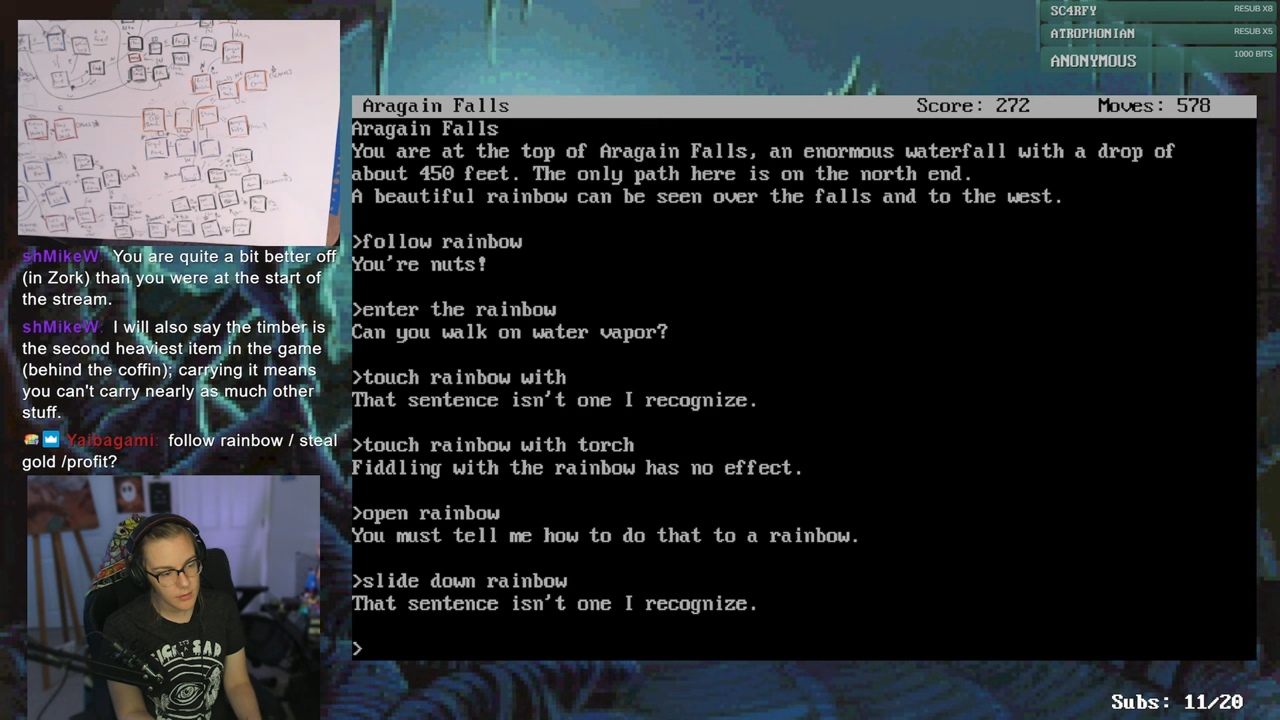 SC4RFY RESUB X8
ATROPHONIAN RESUB X5
ANONYMOUS 1000 BITS
shMikeW: You are quite a bit better off
(in Zork) than you were at the start of
the stream.
shMikeW: I will also say the timber is
the second heaviest item in the game
(behind the coffin); carrying it means
you can't carry nearly as much other
stuff.
Yaibagami: follow rainbow / steal
gold /profit?
Aragain Falls Score: 272 Moves: 578
Aragain Falls
You are at the top of Aragain Falls, an enormous waterfall with a drop of
about 450 feet. The only path here is on the north end.
A beautiful rainbow can be seen over the falls and to the west.
>follow rainbow
You're nuts!
>enter the rainbow
Can you walk on water vapor?
>touch rainbow with
That sentence isn't one I recognize.
>touch rainbow with torch
Fiddling with the rainbow has no effect.
>open rainbow
You must tell me how to do that to a rainbow.
>slide down rainbow
That sentence isn't one I recognize.
>
Subs: 11/20